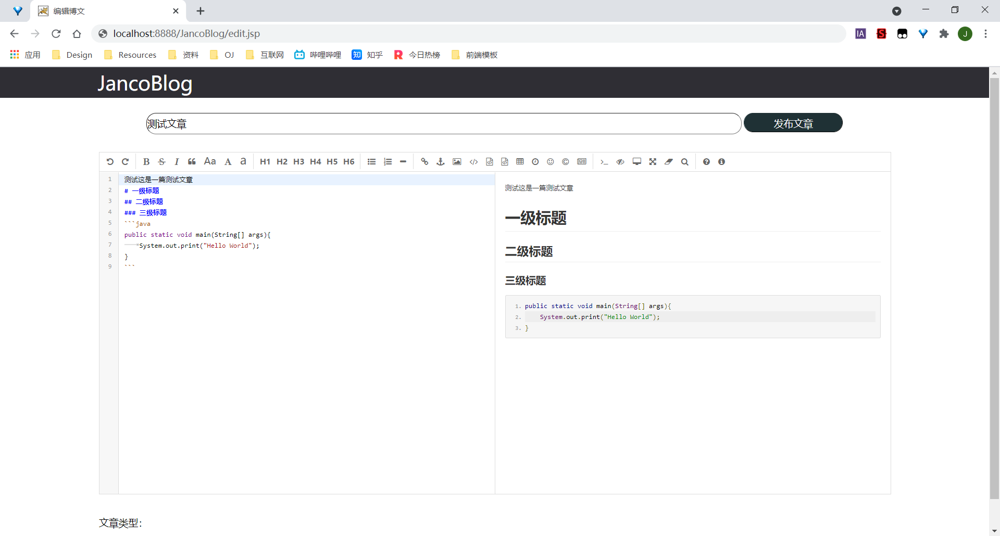 编辑博文
localhost:8888/JancoBlog/edit.jsp
IA S J
应用 Design Resources 资料 OJ 互联网 哔哩哔哩 知 知乎 R 今日热榜 前端模板
JancoBlog
测试文章 发布文章
B S I Aa A a H1 H2 H3 H4 H5 H6
1 测试这是一篇测试文章
2 # 一级标题
3 ## 二级标题
4 ### 三级标题
5 ```java
6 public static void main(String[] args){
7 System.out.print("Hello World");
8 }
9 ```
测试这是一篇测试文章
一级标题
二级标题
三级标题
1. public static void main(String[] args){
2. System.out.print("Hello World");
3. }
文章类型: